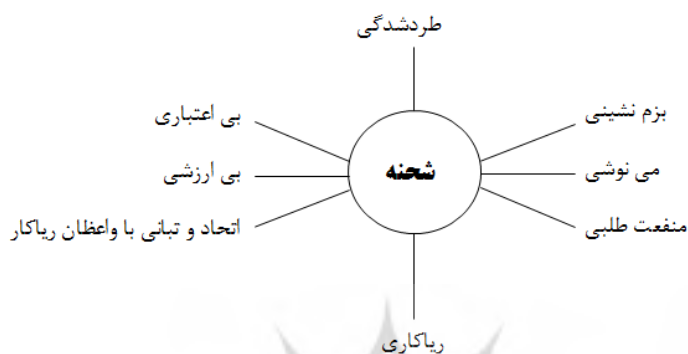 طردشدگی
بزم نشینی
بی اعتباری
می نوشی
شحنه
بی ارزشی
منفعت طلبی
اتحاد و تبانی با واعظان ریاکار
ریاکاری